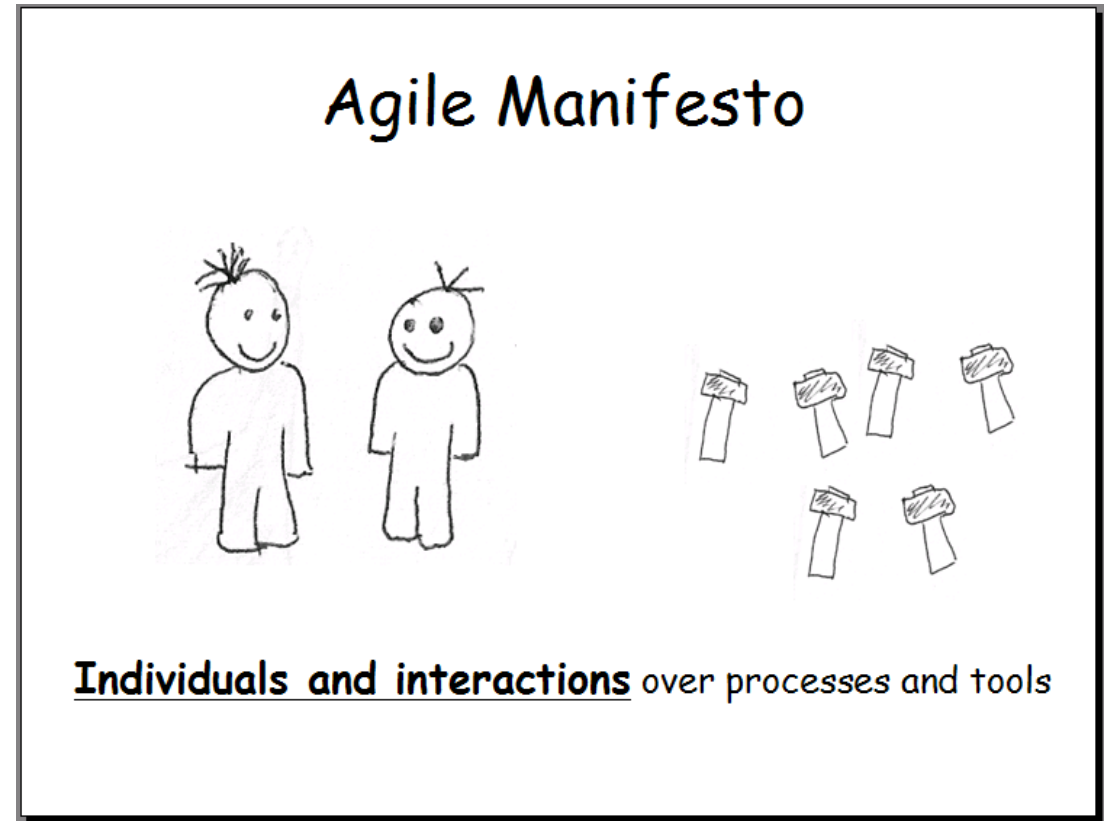 Agile Manifesto
Individuals and interactions over processes and tools